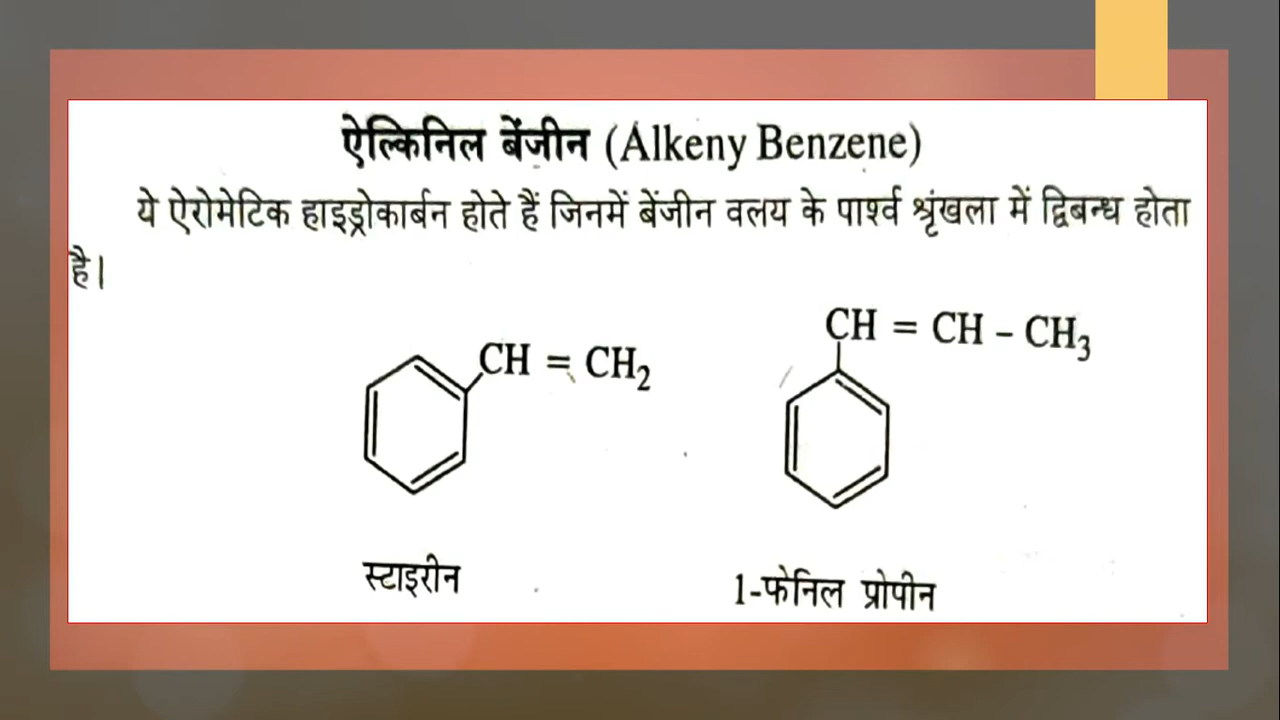 ऐल्किनिल बेंजीन (Alkeny Benzene)
ये ऐरोमेटिक हाइड्रोकार्बन होते हैं जिनमें बेंजीन वलय के पार्श्व श्रृंखला में द्विबन्ध होता
है।
CH = CH – CH₃
CH = CH₂
स्टाइरीन
1-फेनिल प्रोपीन